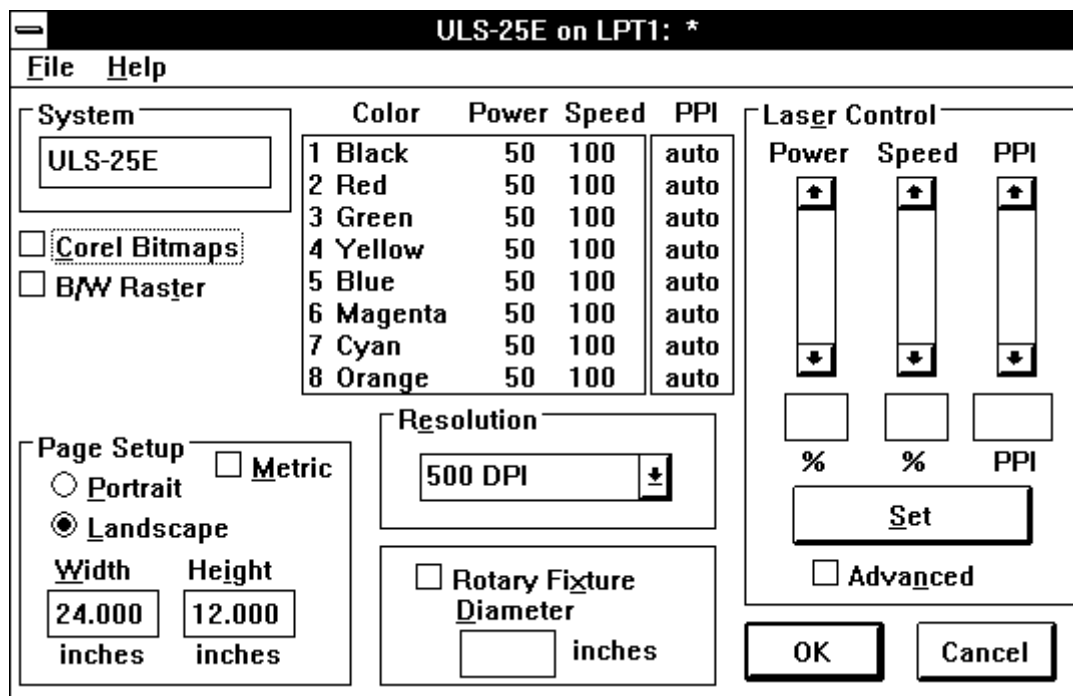 ULS-25E on LPT1: *
File Help
System
ULS-25E
Corel Bitmaps
B/W Raster
Color Power Speed PPI
1 Black 50 100 auto
2 Red 50 100 auto
3 Green 50 100 auto
4 Yellow 50 100 auto
5 Blue 50 100 auto
6 Magenta 50 100 auto
7 Cyan 50 100 auto
8 Orange 50 100 auto
Laser Control
Power Speed PPI
% % PPI
Set
Advanced
Page Setup
Metric
Portrait
Landscape
Width Height
24.000 12.000
inches inches
Resolution
500 DPI
Rotary Fixture
Diameter
inches
OK Cancel